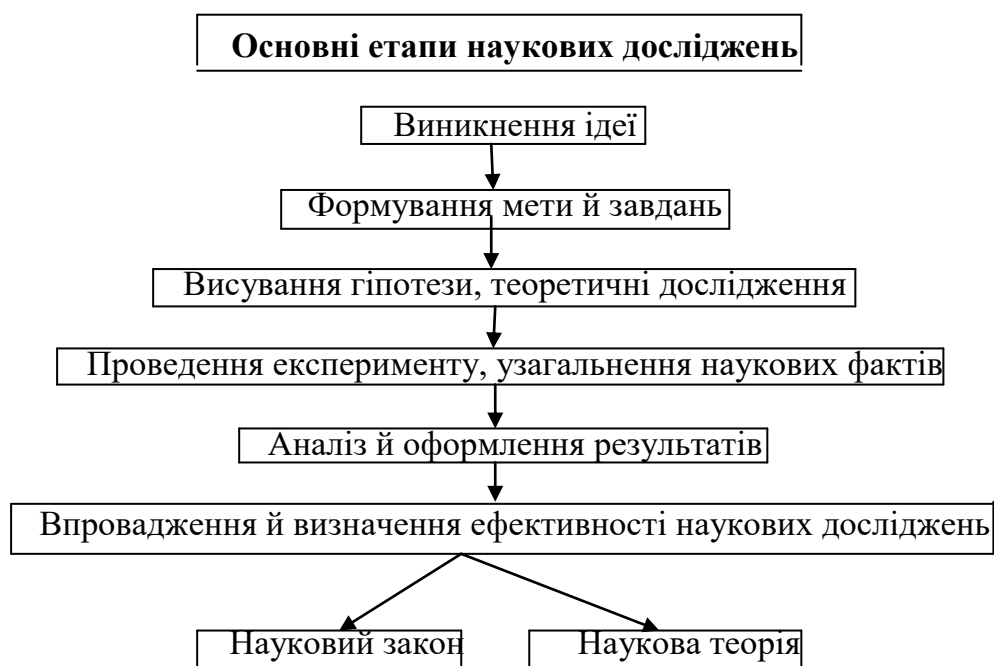 Основні етапи наукових досліджень
Виникнення ідеї
Формування мети й завдань
Висування гіпотези, теоретичні дослідження
Проведення експерименту, узагальнення наукових фактів
Аналіз й оформлення результатів
Впровадження й визначення ефективності наукових досліджень
Науковий закон
Наукова теорія